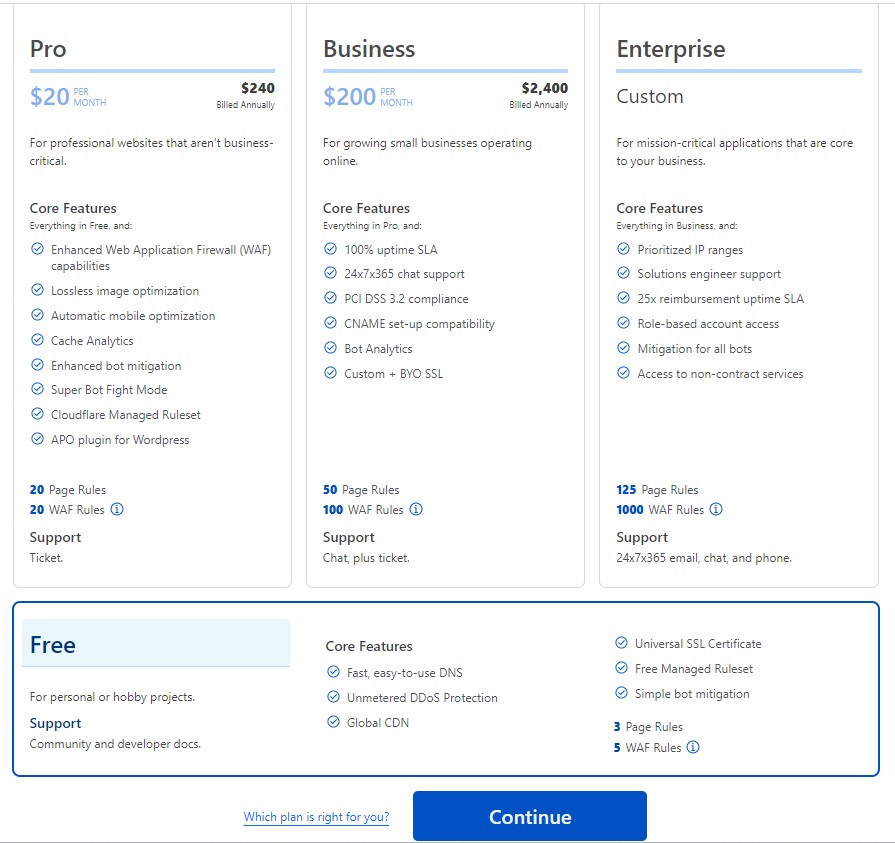 Pro
$20 PER MONTH
$240
Billed Annually
For professional websites that aren't business-
critical.
Core Features
Everything in Free, and:
Enhanced Web Application Firewall (WAF)
capabilities
Lossless image optimization
Automatic mobile optimization
Cache Analytics
Enhanced bot mitigation
Super Bot Fight Mode
Cloudflare Managed Ruleset
APO plugin for Wordpress
20 Page Rules
20 WAF Rules
Support
Ticket.
Business
$200 PER MONTH
$2,400
Billed Annually
For growing small businesses operating
online.
Core Features
Everything in Pro, and:
100% uptime SLA
24x7x365 chat support
PCI DSS 3.2 compliance
CNAME set-up compatibility
Bot Analytics
Custom + BYO SSL
50 Page Rules
100 WAF Rules
Support
Chat, plus ticket.
Enterprise
Custom
For mission-critical applications that are core
to your business.
Core Features
Everything in Business, and:
Prioritized IP ranges
Solutions engineer support
25x reimbursement uptime SLA
Role-based account access
Mitigation for all bots
Access to non-contract services
125 Page Rules
1000 WAF Rules
Support
24x7x365 email, chat, and phone.
Free
For personal or hobby projects.
Support
Community and developer docs.
Core Features
Fast, easy-to-use DNS
Unmetered DDoS Protection
Global CDN
Universal SSL Certificate
Free Managed Ruleset
Simple bot mitigation
3 Page Rules
5 WAF Rules
Which plan is right for you?
Continue